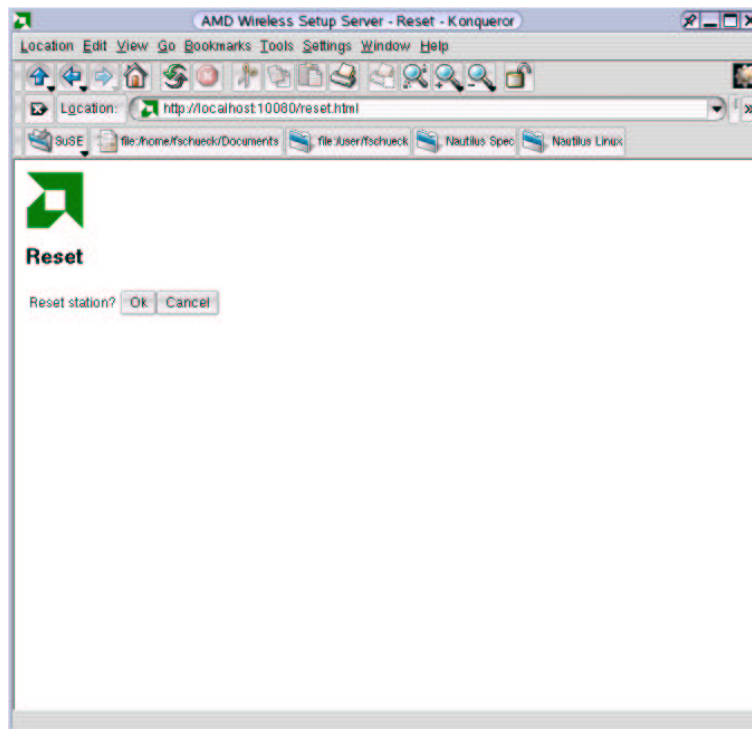 AMD Wireless Setup Server - Reset - Konqueror
Location Edit View Go Bookmarks Tools Settings Window Help
Location: http://localhost:10080/reset.html
SuSE file:/home/fschueck/Documents file:/user/fschueck Nautilus Spec Nautilus Linux
Reset
Reset station? Ok Cancel